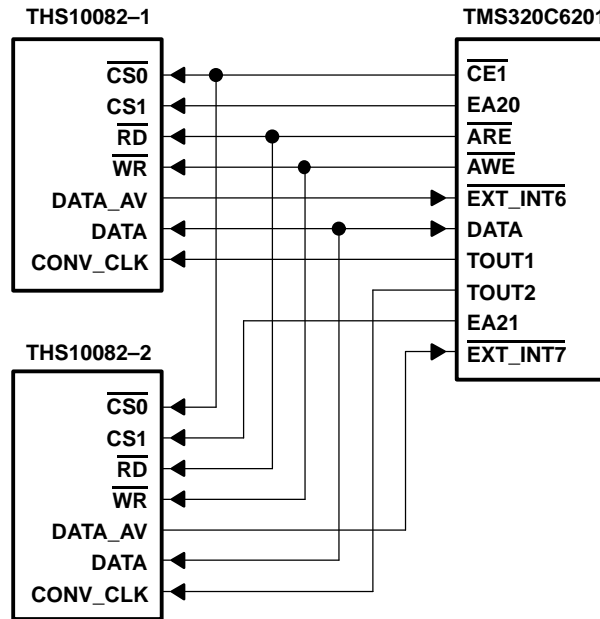 THS10082–1
CS0
CS1
RD
WR
DATA_AV
DATA
CONV_CLK
TMS320C6201
CE1
EA20
ARE
AWE
EXT_INT6
DATA
TOUT1
TOUT2
EA21
EXT_INT7
THS10082–2
CS0
CS1
RD
WR
DATA_AV
DATA
CONV_CLK